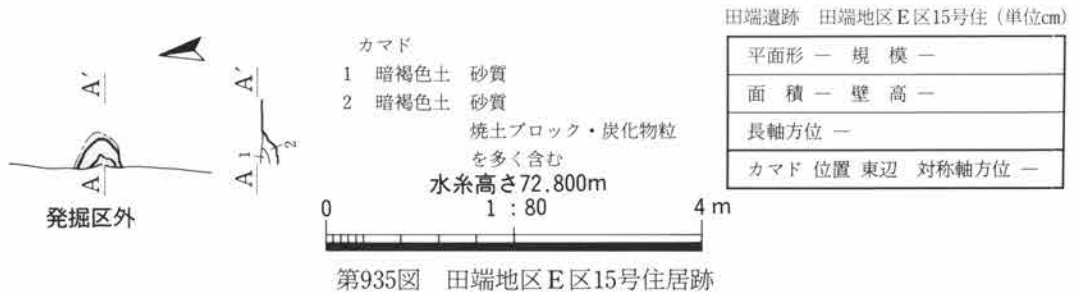 田端遺跡 田端地区E区15号住(単位cm)
平面形 ― 規 模 ―
面 積 ― 壁 高 ―
長軸方位 ―
カマド 位置 東辺 対称軸方位 ―
カマド
1 暗褐色土 砂質
2 暗褐色土 砂質
焼土ブロック・炭化物粒
を多く含む
A′
A′
A
A
1
2
発掘区外
水糸高さ72.800m
0 1:80 4m
第935図 田端地区E区15号住居跡